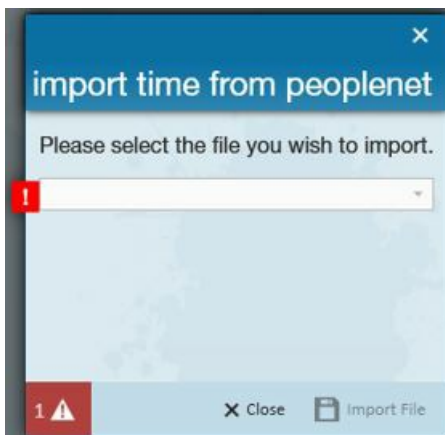 import time from peoplenet
Please select the file you wish to import.
!
1 Close Import File